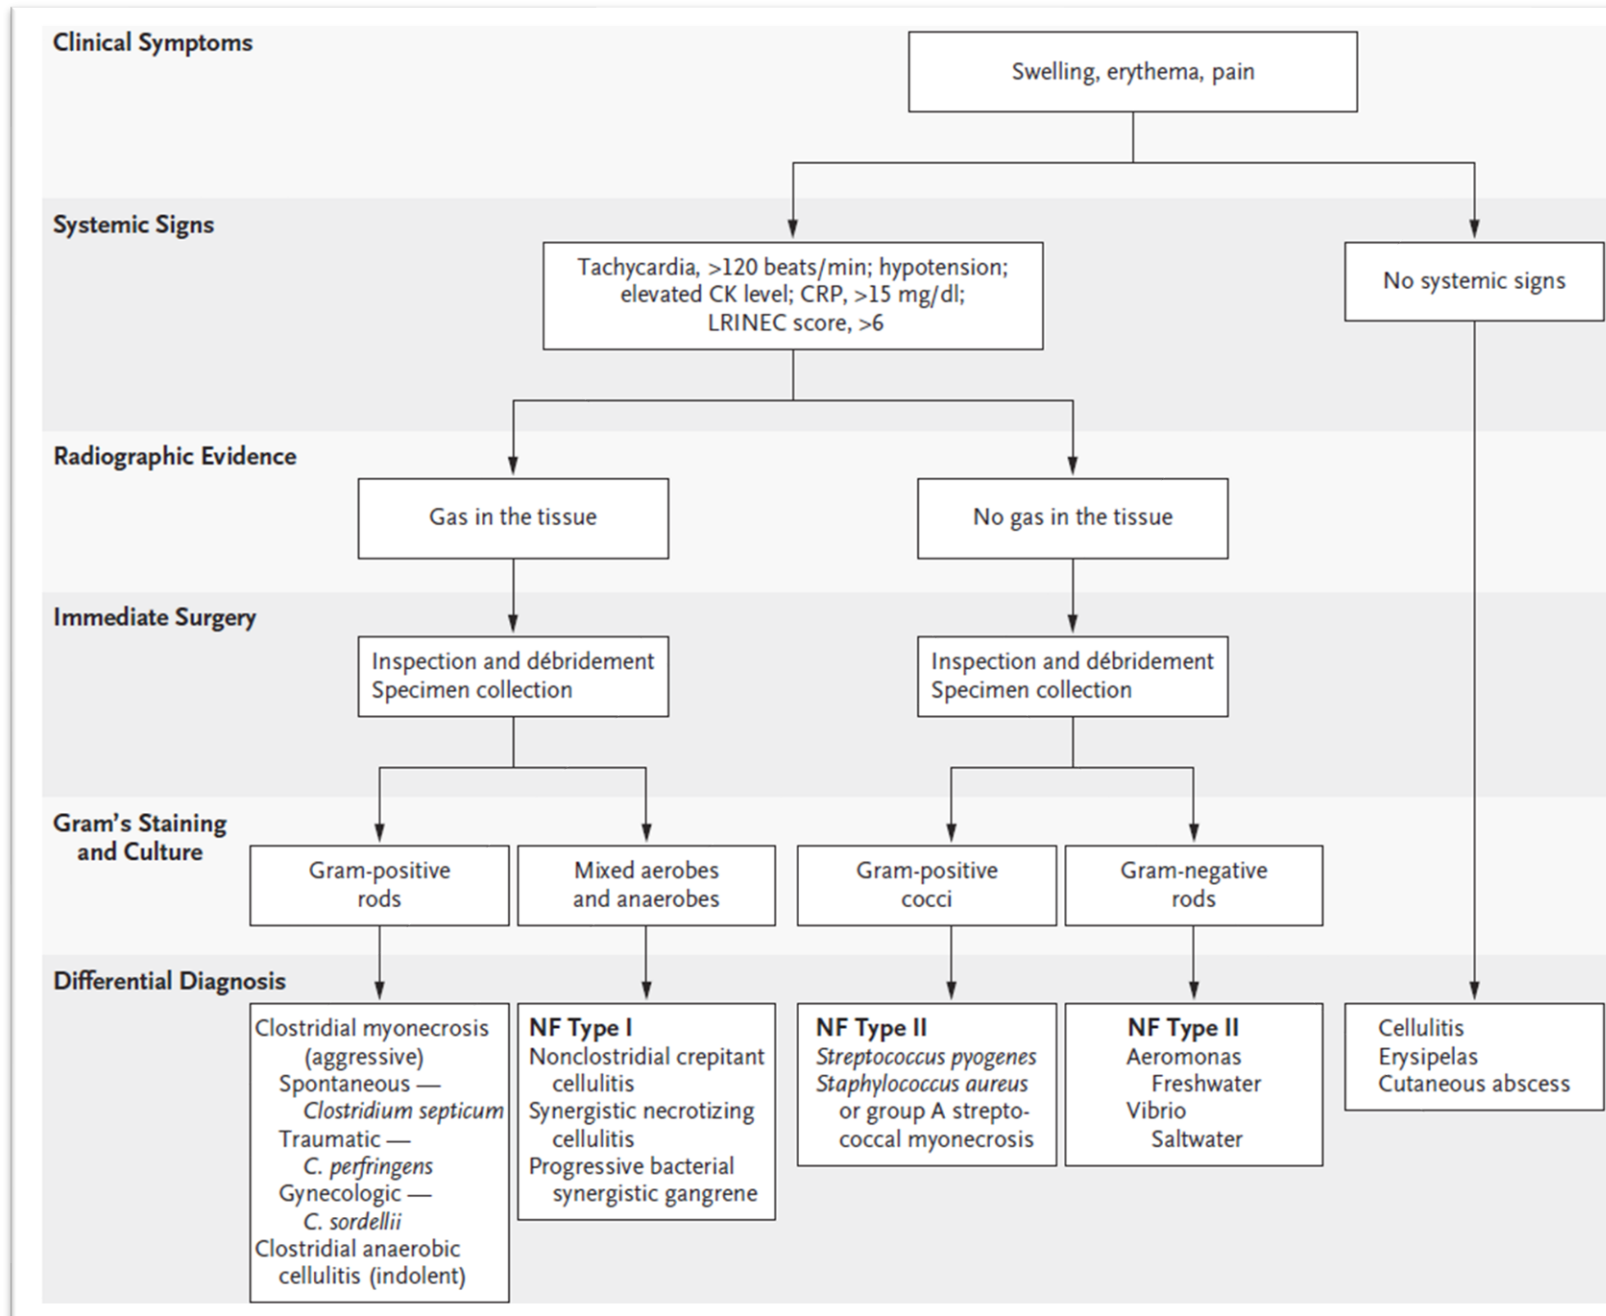 Clinical Symptoms
Swelling, erythema, pain
Systemic Signs
Tachycardia, >120 beats/min; hypotension;
elevated CK level; CRP, >15 mg/dl;
LRINEC score, >6
No systemic signs
Radiographic Evidence
Gas in the tissue
No gas in the tissue
Immediate Surgery
Inspection and débridement
Specimen collection
Inspection and débridement
Specimen collection
Gram's Staining
and Culture
Gram-positive
rods
Mixed aerobes
and anaerobes
Gram-positive
cocci
Gram-negative
rods
Differential Diagnosis
Clostridial myonecrosis
(aggressive)
Spontaneous —
Clostridium septicum
Traumatic —
C. perfringens
Gynecologic —
C. sordellii
Clostridial anaerobic
cellulitis (indolent)
NF Type I
Nonclostridial crepitant
cellulitis
Synergistic necrotizing
cellulitis
Progressive bacterial
synergistic gangrene
NF Type II
Streptococcus pyogenes
Staphylococcus aureus
or group A strepto-
coccal myonecrosis
NF Type II
Aeromonas
Freshwater
Vibrio
Saltwater
Cellulitis
Erysipelas
Cutaneous abscess